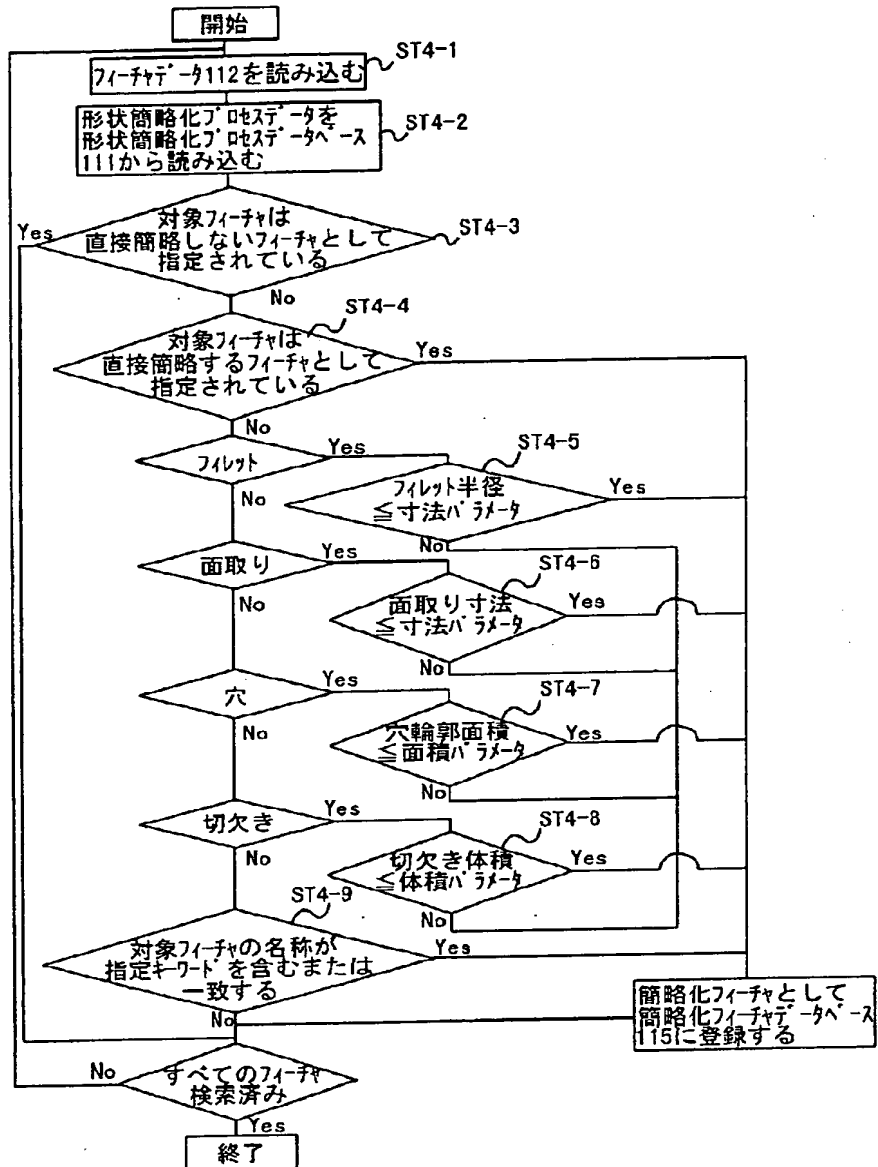 開始
ST4-1
フィーチャデータ112を読み込む
形状簡略化プロセスデータを
形状簡略化プロセスデータベース
111から読み込む
ST4-2
Yes
対象フィーチャは
直接簡略しないフィーチャとして
指定されている
ST4-3
No
ST4-4
対象フィーチャは
直接簡略するフィーチャとして
指定されている
Yes
No
フィレット
Yes
ST4-5
フィレット半径
≦寸法パラメータ
Yes
No
No
面取り
Yes
ST4-6
面取り寸法
≦寸法パラメータ
Yes
No
No
穴
Yes
ST4-7
穴輪郭面積
≦面積パラメータ
Yes
No
No
切欠き
Yes
ST4-8
切欠き体積
≦体積パラメータ
Yes
No
No
ST4-9
対象フィーチャの名称が
指定キーワードを含むまたは
一致する
Yes
No
簡略化フィーチャとして
簡略化フィーチャデータベース
115に登録する
No
すべてのフィーチャ
検索済み
Yes
終了